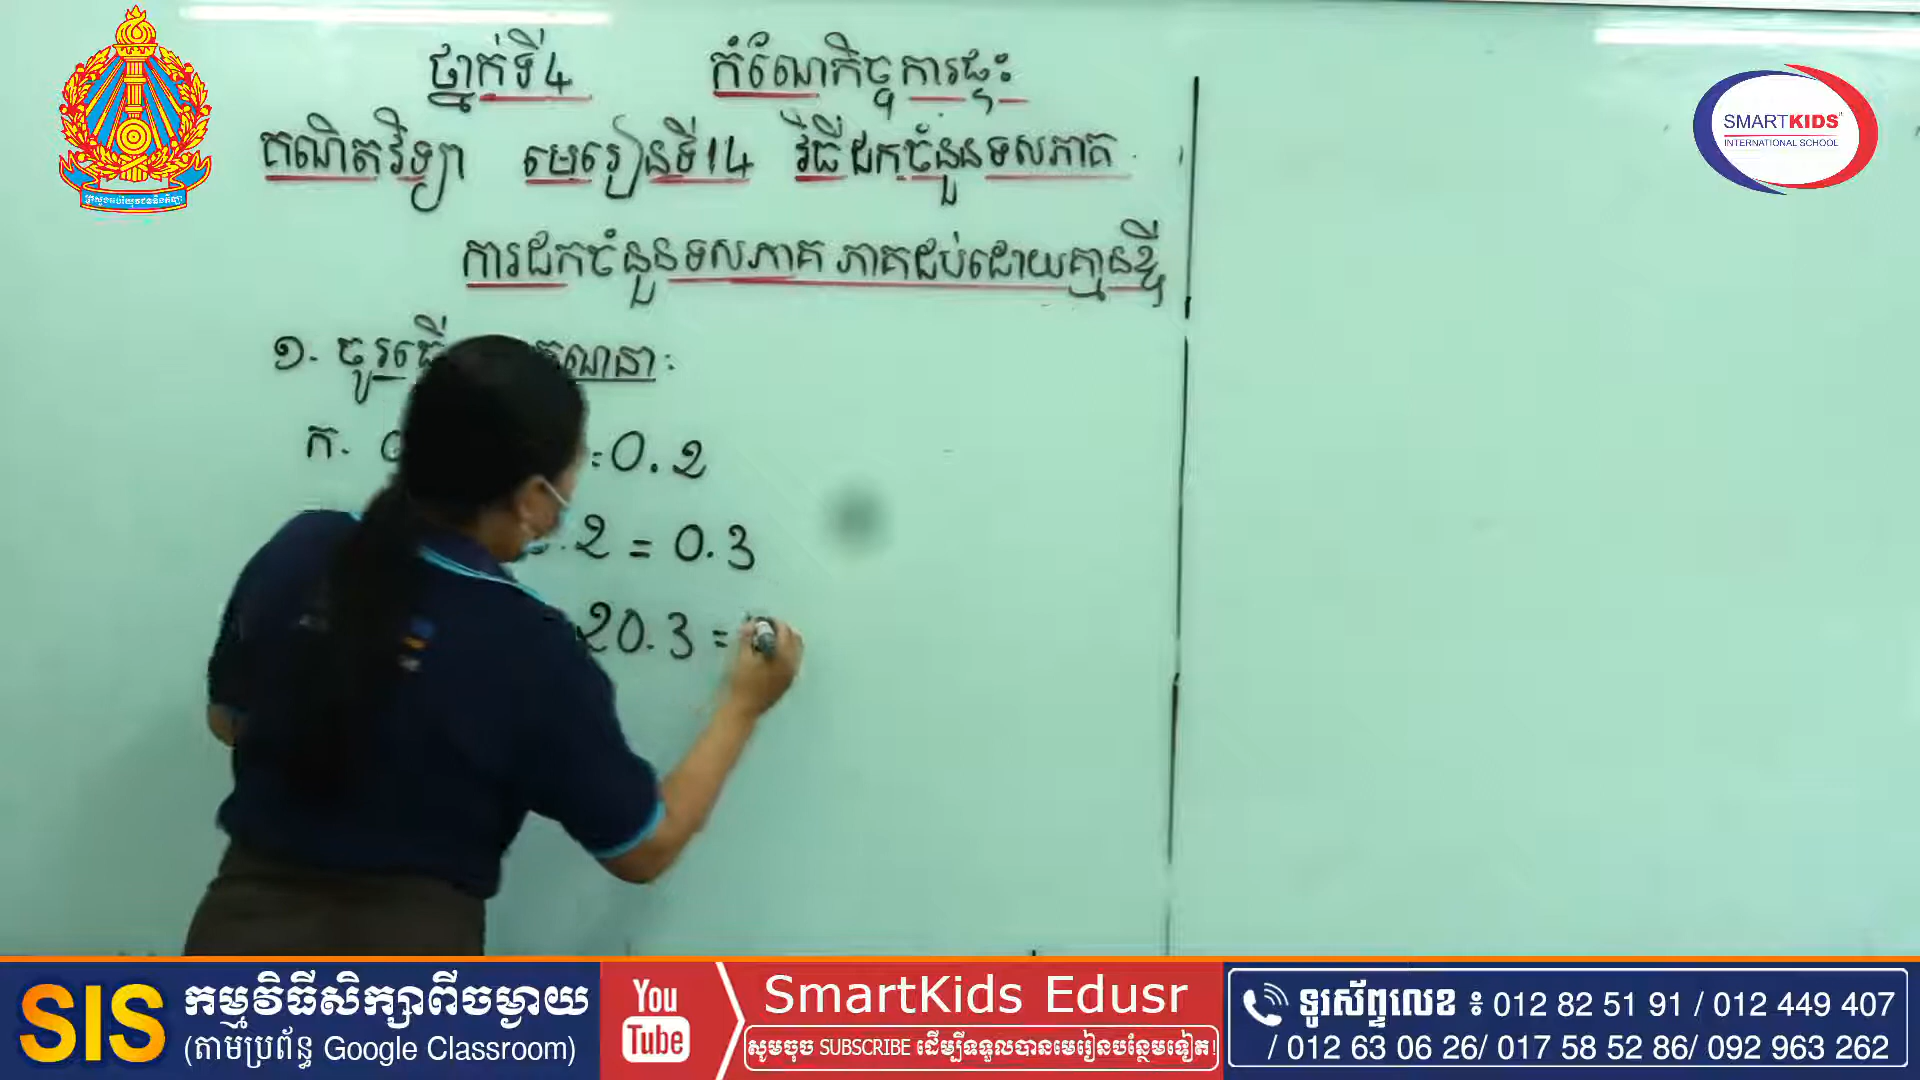 ថ្នាក់ទី4 កំណែកិច្ចការផ្ទះ
គណិតវិទ្យា មេរៀនទី14 វិធីដកចំនួនទសភាគ
ការដកចំនួនទសភាគ ភាគដប់ដោយគ្មានខ្ចី
១. ចូរធ្វើ គណនា:
ក. =0.2
.2 = 0.3
20.3 =
SMARTKIDS
INTERNATIONAL SCHOOL
SIS កម្មវិធីសិក្សាពីចម្ងាយ
(តាមប្រព័ន្ធ Google Classroom)
You
Tube
SmartKids Edusr
សូមចុច SUBSCRIBE ដើម្បីទទួលបានមេរៀនបន្ថែមទៀត!
ទូរស័ព្ទលេខ ៖ 012 82 51 91 / 012 449 407
/ 012 63 06 26/ 017 58 52 86/ 092 963 262